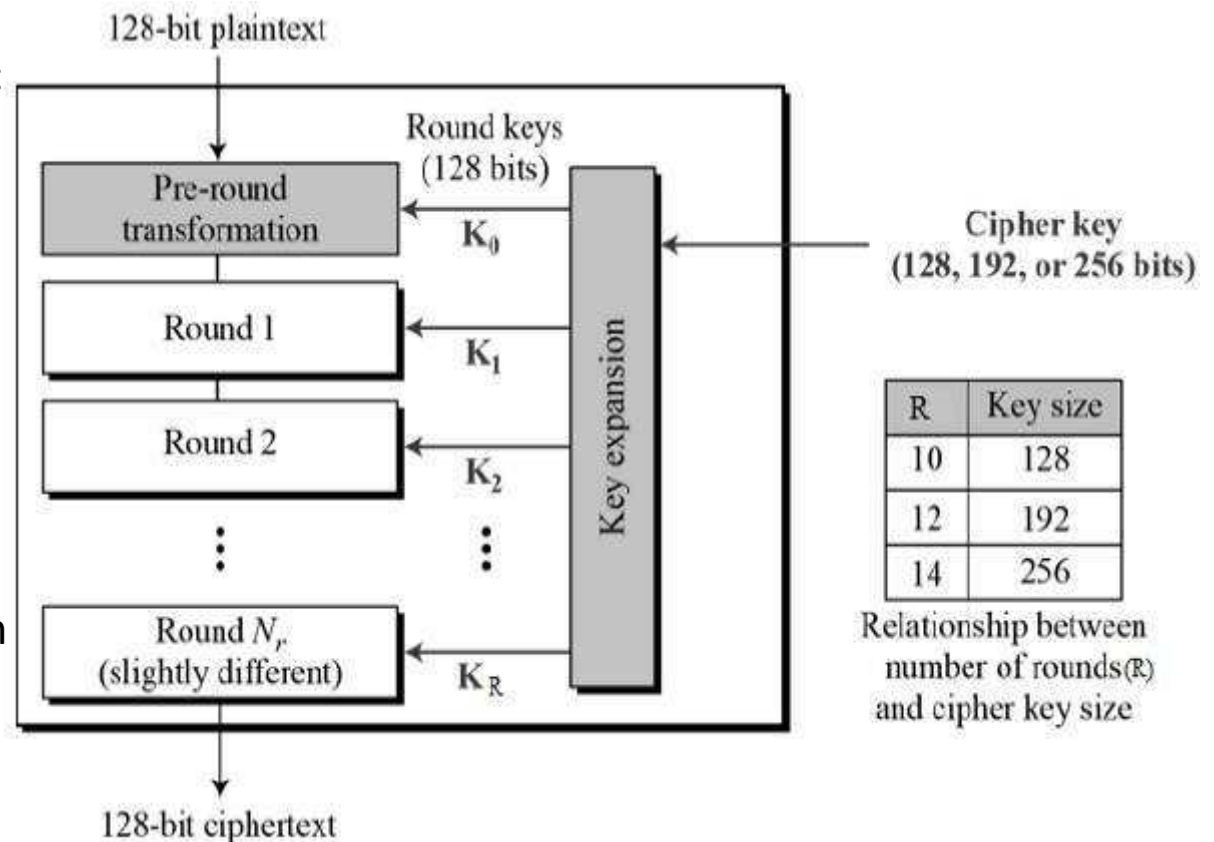 128-bit plaintext
Round keys
(128 bits)
Pre-round
transformation
K₀
Cipher key
(128, 192, or 256 bits)
Round 1
K₁
Key expansion
Round 2
K₂
R Key size
10 128
12 192
14 256
Relationship between
number of rounds(R)
and cipher key size
Round Nᵣ
(slightly different)
K R
128-bit ciphertext